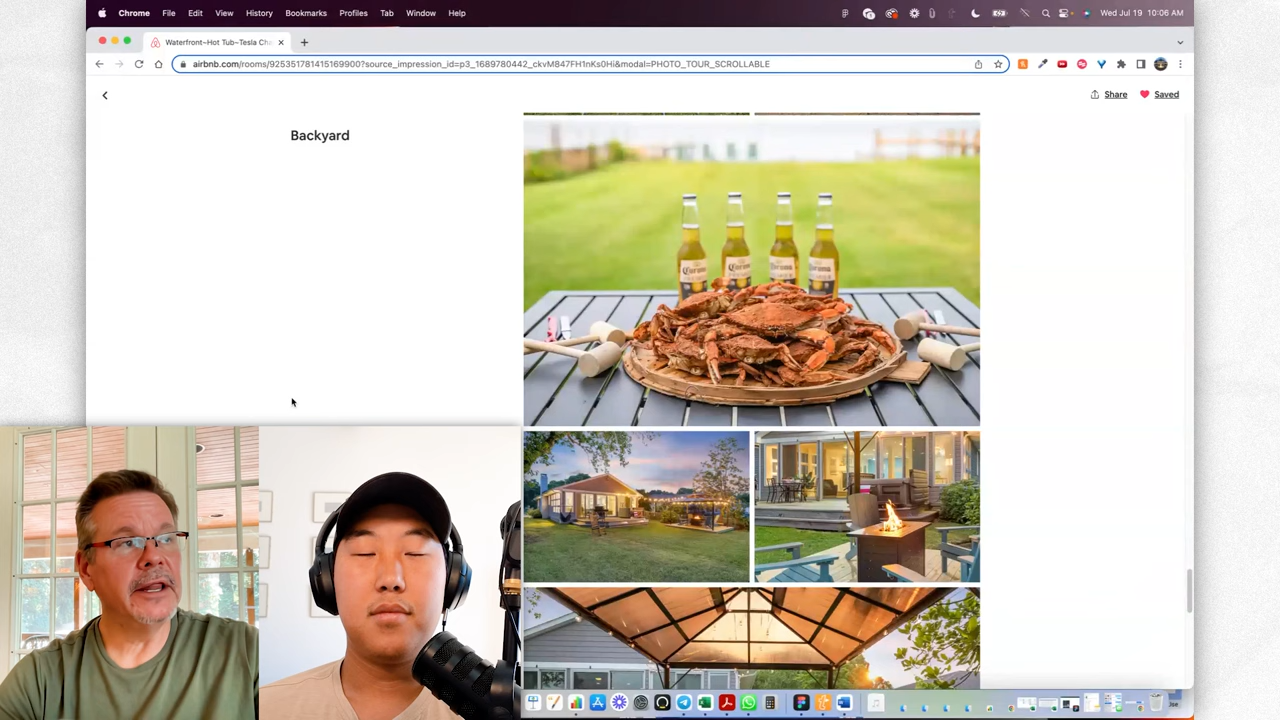 Chrome File Edit View History Bookmarks Profiles Tab Window Help Wed Jul 19 10:06 AM
Waterfront~Hot Tub~Tesla Cha
airbnb.com/rooms/925351781415169900?source_impression_id=p3_1689780442_ckvM847FH1nKs0Hi&modal=PHOTO_TOUR_SCROLLABLE
Share Saved
Backyard
Corona Corona Corona Corona